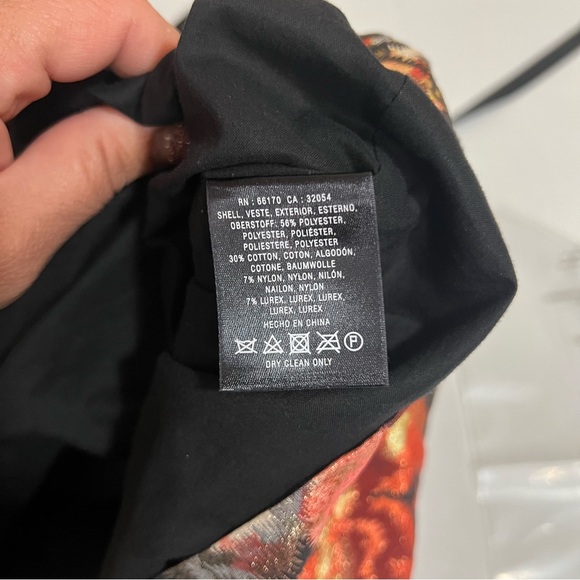 RN : 66170 CA : 32054
SHELL, VESTE, EXTERIOR, ESTERNO,
OBERSTOFF: 56% POLYESTER,
POLYESTER, POLIÉSTER,
POLIESTERE, POLYESTER
30% COTTON, COTON, ALGODÓN,
COTONE, BAUMWOLLE
7% NYLON, NYLON, NILÓN,
NAILON, NYLON
7% LUREX, LUREX, LUREX,
LUREX, LUREX
HECHO EN CHINA
P
DRY CLEAN ONLY